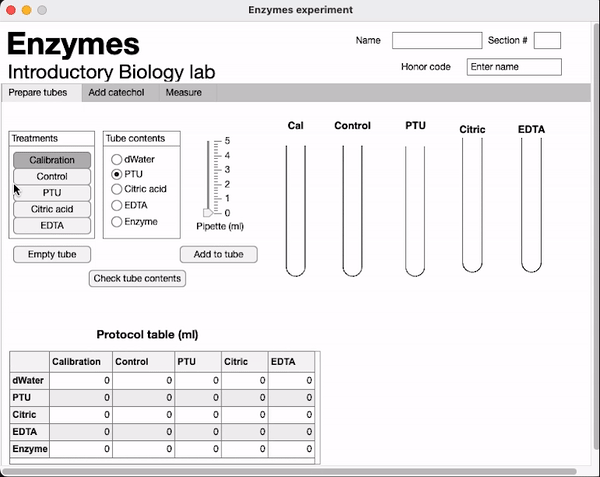 Enzymes experiment
Enzymes
Introductory Biology lab
Name
Section #
Honor code
Enter name
Prepare tubes
Add catechol
Measure
Treatments
Calibration
Control
PTU
Citric acid
EDTA
Tube contents
dWater
PTU
Citric acid
EDTA
Enzyme
5
4
3
2
1
0
Pipette (ml)
Empty tube
Add to tube
Check tube contents
Cal Control PTU Citric EDTA
Protocol table (ml)
Calibration Control PTU Citric EDTA
dWater 0 0 0 0 0
PTU 0 0 0 0 0
Citric 0 0 0 0 0
EDTA 0 0 0 0 0
Enzyme 0 0 0 0 0